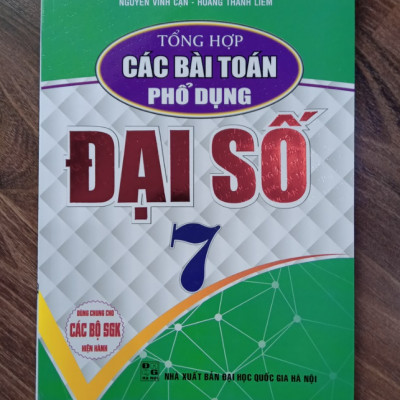 NGUYỄN VĨNH CẬN - HOÀNG THANH LIÊM
TỔNG HỢP
CÁC BÀI TOÁN
PHỔ DỤNG
ĐẠI SỐ
7
DÙNG CHUNG CHO
CÁC BỘ SGK
HIỆN HÀNH
NHÀ XUẤT BẢN ĐẠI HỌC QUỐC GIA HÀ NỘI